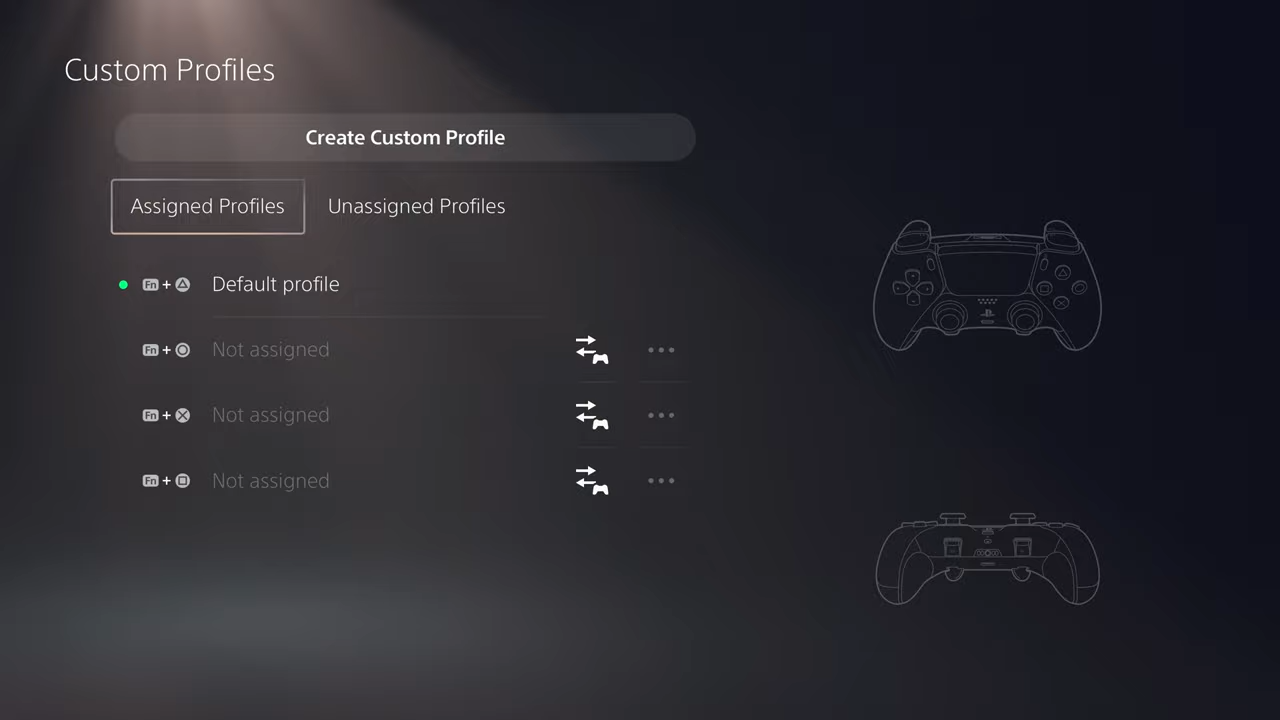 Custom Profiles
Create Custom Profile
Assigned Profiles Unassigned Profiles
Fn + Default profile
Fn + Not assigned
Fn + Not assigned
Fn + Not assigned